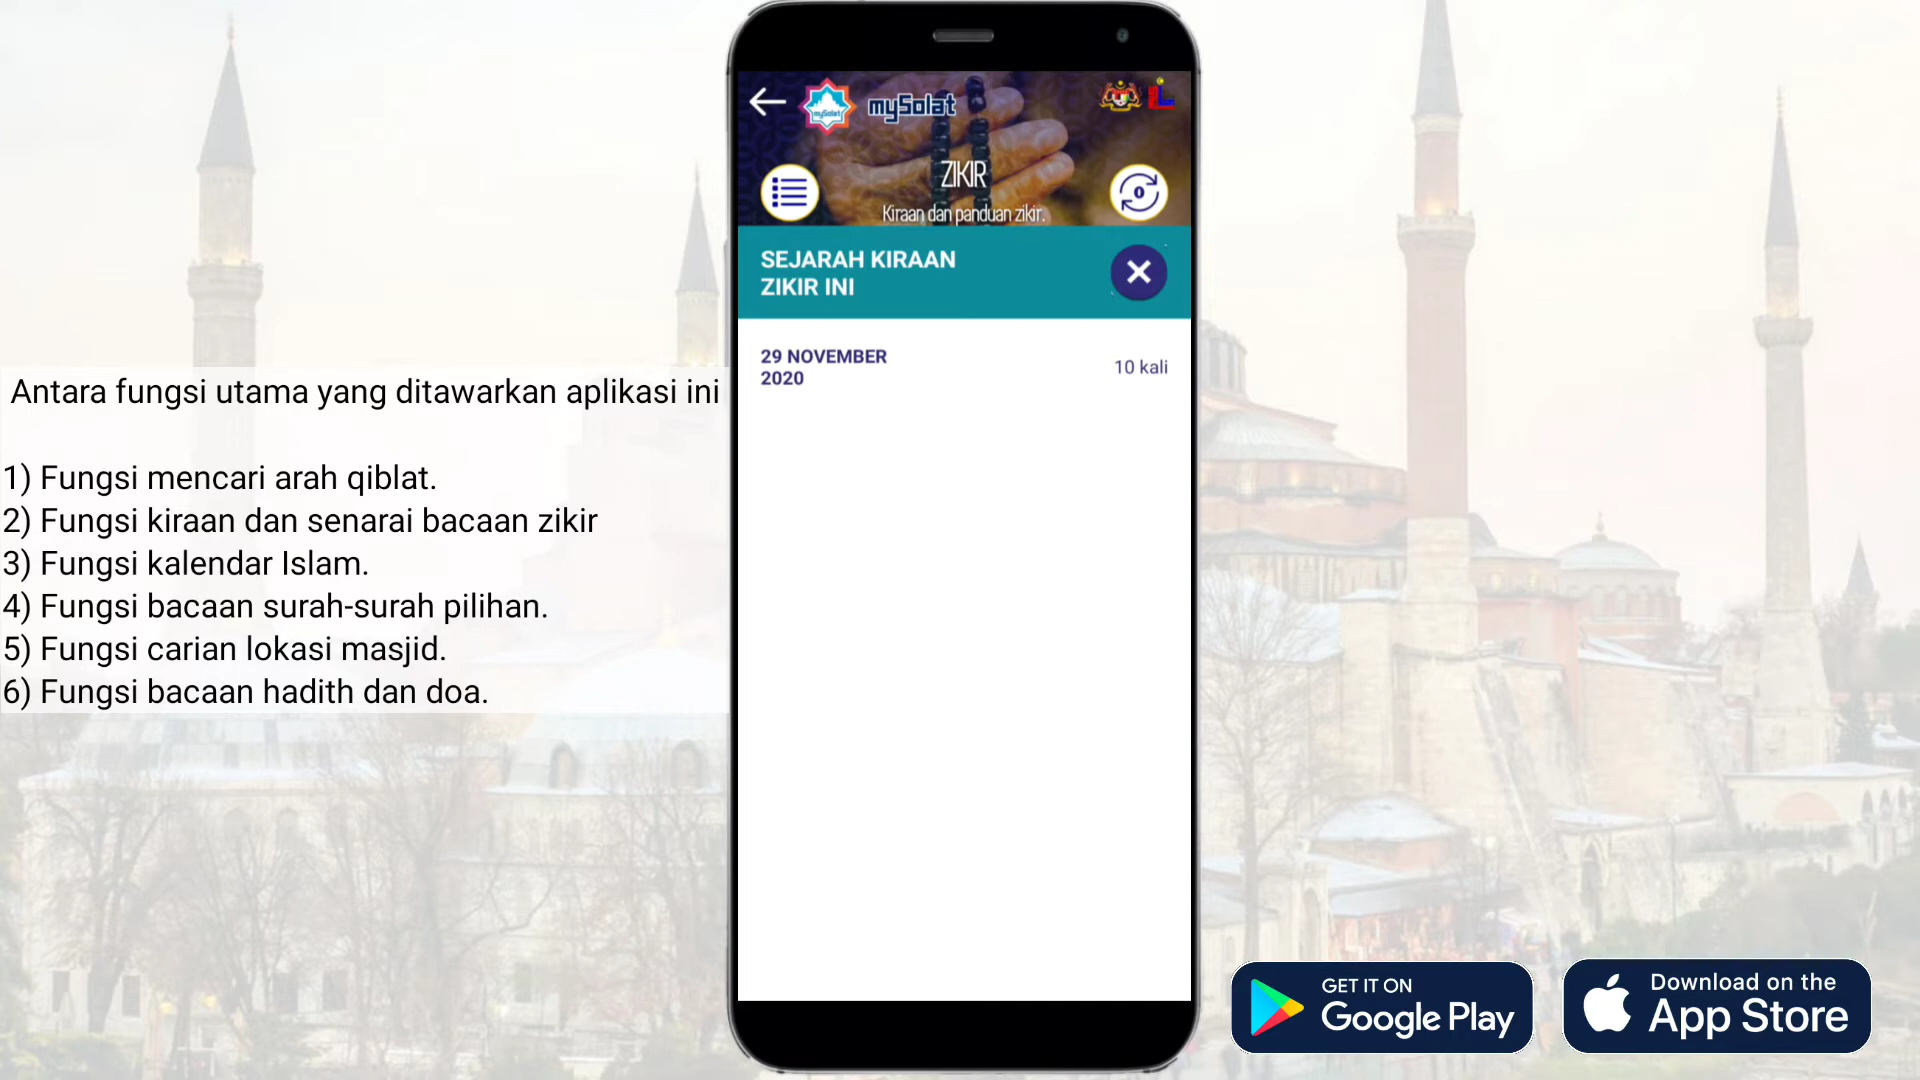 mySolat
mySolat
ZIKIR
0
Kiraan dan panduan zikir.
SEJARAH KIRAAN
ZIKIR INI
29 NOVEMBER
2020
10 kali
Antara fungsi utama yang ditawarkan aplikasi ini
1) Fungsi mencari arah qiblat.
2) Fungsi kiraan dan senarai bacaan zikir
3) Fungsi kalendar Islam.
4) Fungsi bacaan surah-surah pilihan.
5) Fungsi carian lokasi masjid.
6) Fungsi bacaan hadith dan doa.
GET IT ON
Google Play
Download on the
App Store